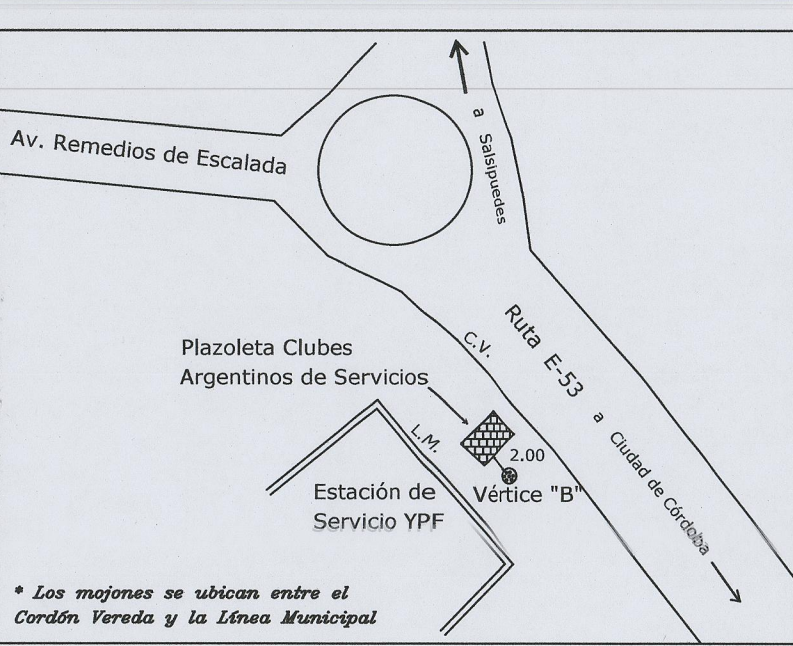 a Salsipuedes
Av. Remedios de Escalada
Ruta E-53 a Ciudad de Córdoba
C.V.
Plazoleta Clubes
Argentinos de Servicios
L.M.
2.00
Vértice "B"
Estación de
Servicio YPF
* Los mojones se ubican entre el
Cordón Vereda y la Línea Municipal